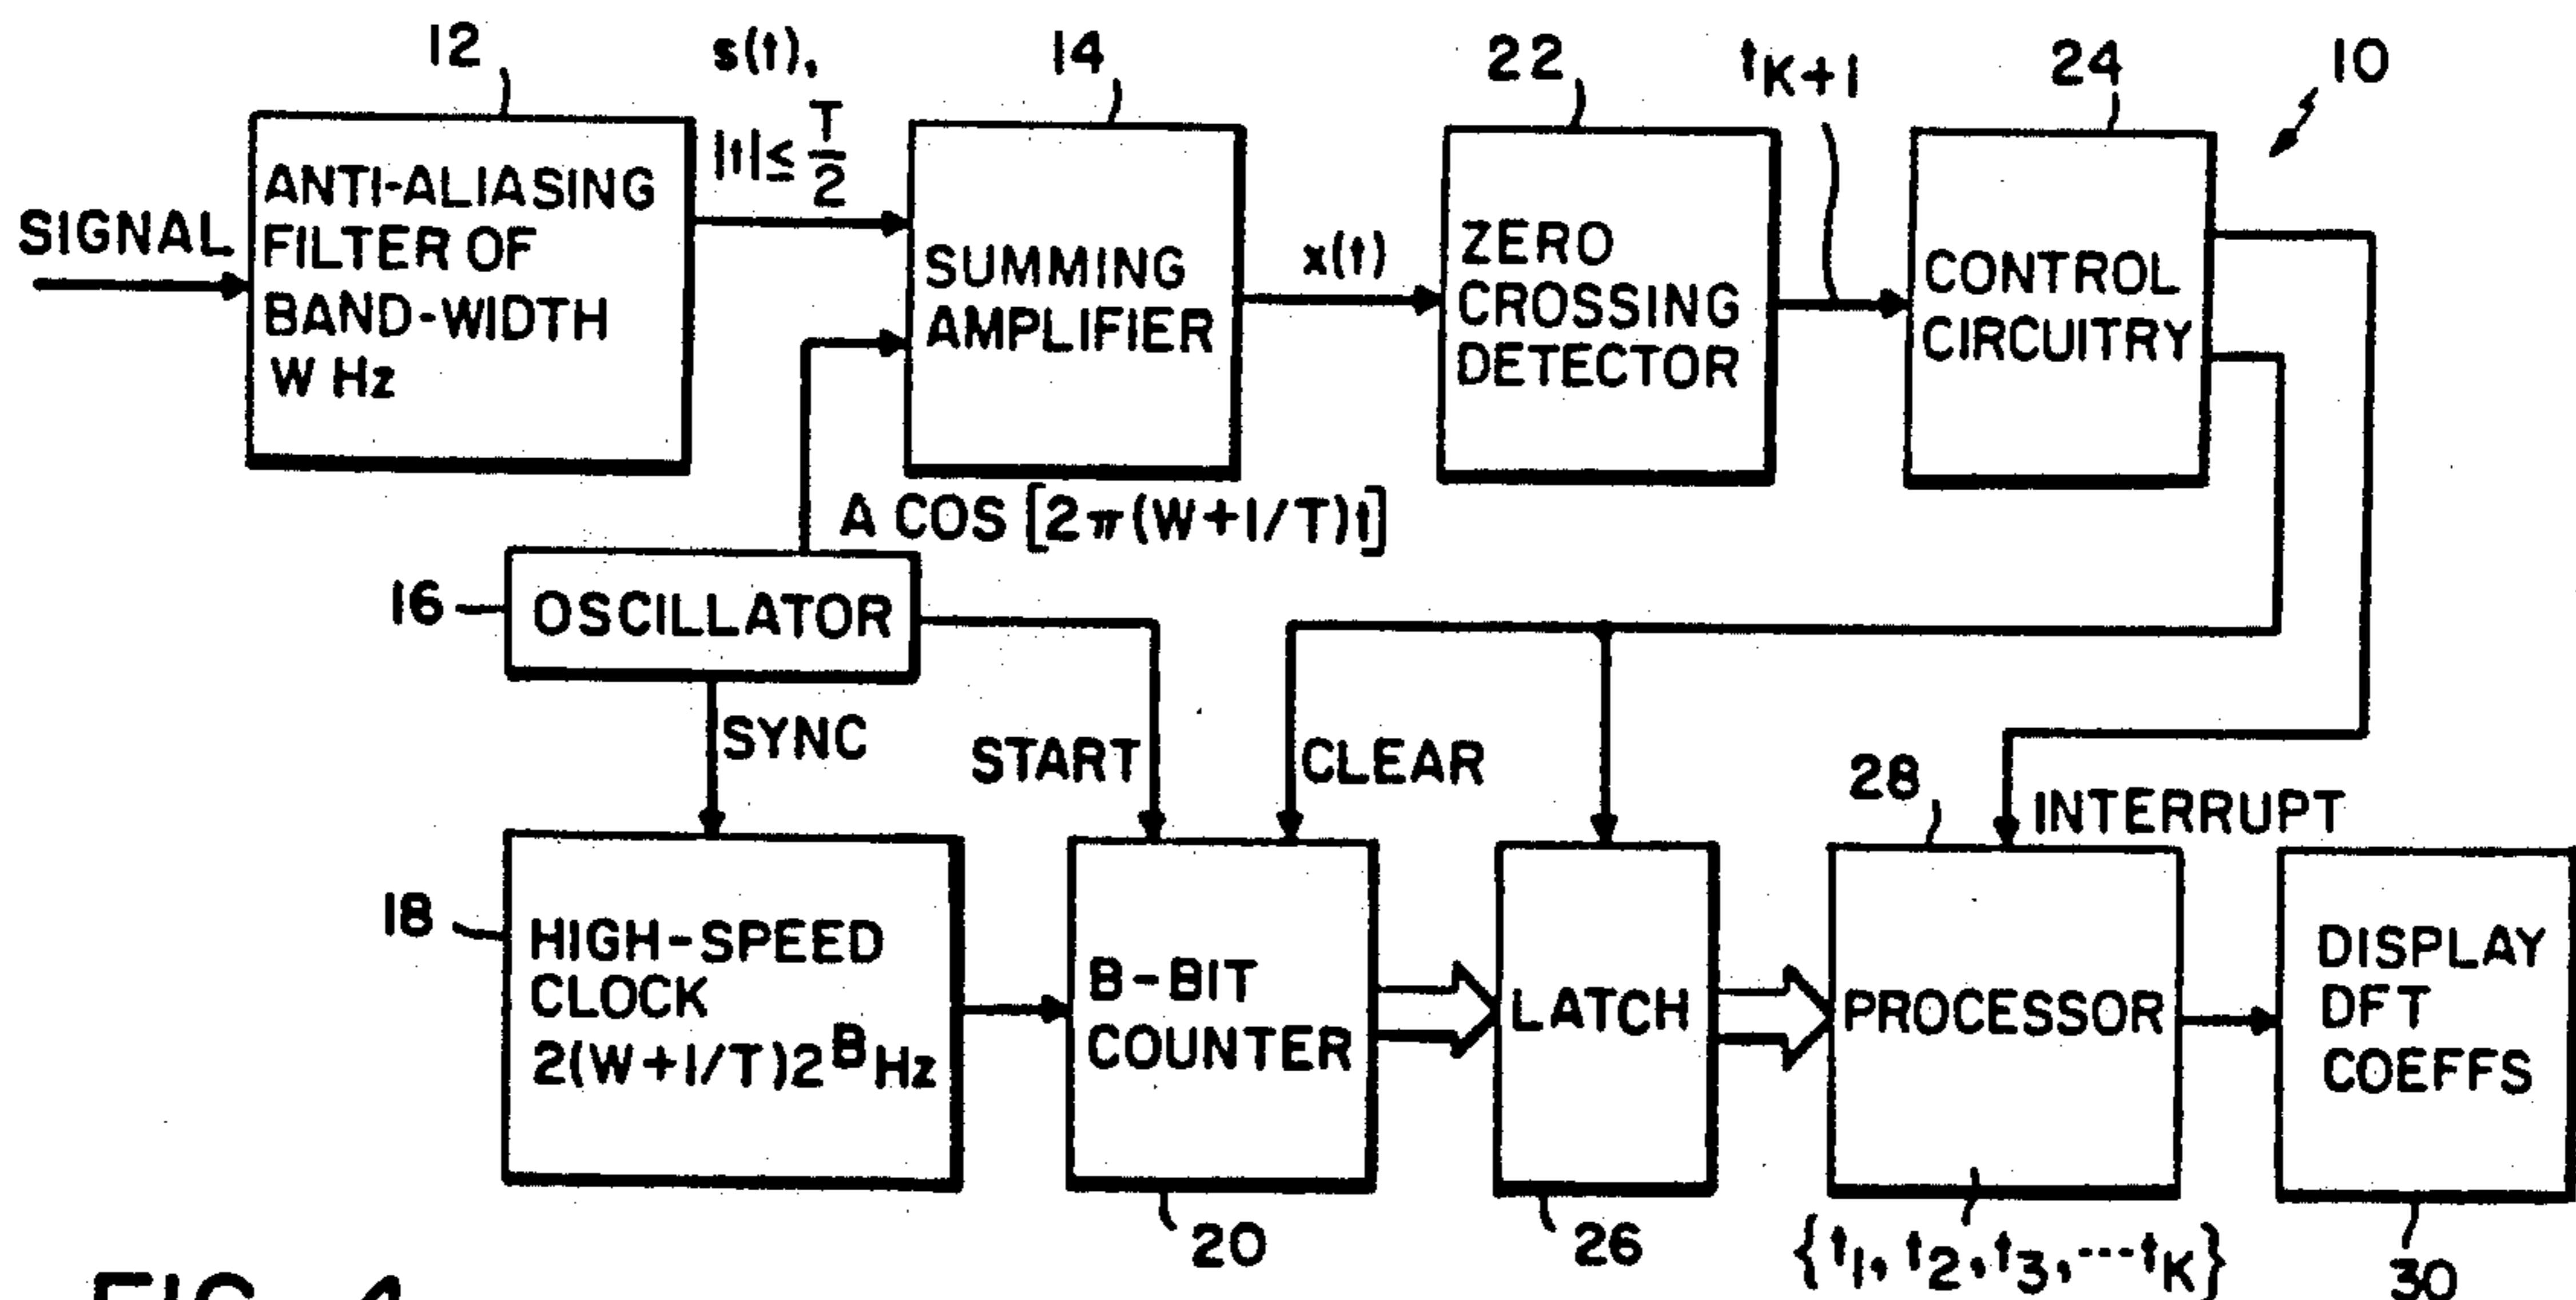 12
s(t),
|t| ≤ T/2
14
22
tK+1
24
10
SIGNAL
ANTI-ALIASING
FILTER OF
BAND-WIDTH
W Hz
SUMMING
AMPLIFIER
x(t)
ZERO
CROSSING
DETECTOR
CONTROL
CIRCUITRY
A COS [2π(W+1/T)t]
16
OSCILLATOR
SYNC
START
CLEAR
28
INTERRUPT
18
HIGH-SPEED
CLOCK
2(W+1/T)2^B Hz
B-BIT
COUNTER
LATCH
PROCESSOR
DISPLAY
DFT
COEFFS
20
26
{t1, t2, t3, ---tK}
30